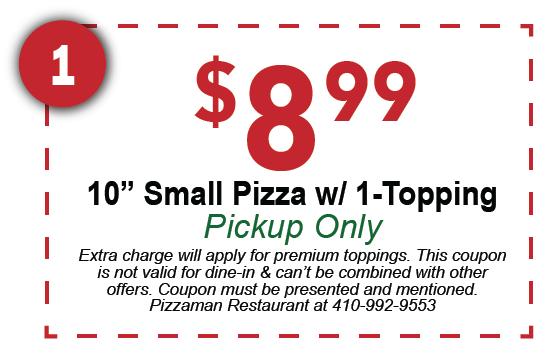 1
$8.99
10” Small Pizza w/ 1-Topping
Pickup Only
Extra charge will apply for premium toppings. This coupon
is not valid for dine-in & can’t be combined with other
offers. Coupon must be presented and mentioned.
Pizzaman Restaurant at 410-992-9553